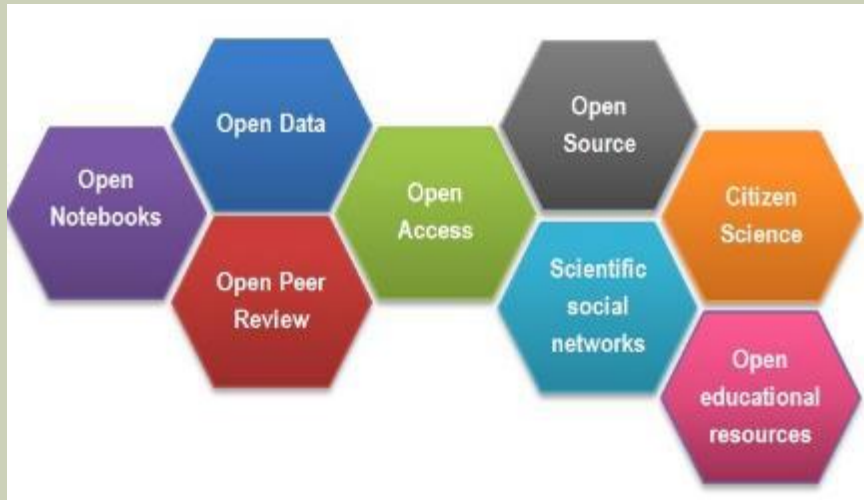 Open
Notebooks
Open Data
Open Peer
Review
Open
Access
Open
Source
Scientific
social
networks
Citizen
Science
Open
educational
resources